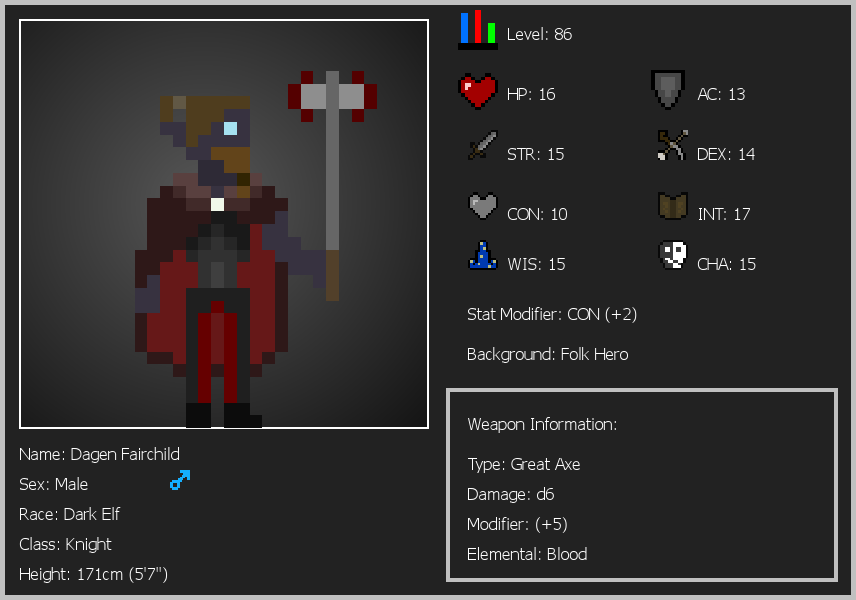 Level: 86
HP: 16
AC: 13
STR: 15
DEX: 14
CON: 10
INT: 17
WIS: 15
CHA: 15
Stat Modifier: CON (+2)
Background: Folk Hero
Weapon Information:
Type: Great Axe
Damage: d6
Modifier: (+5)
Elemental: Blood
Name: Dagen Fairchild
Sex: Male
Race: Dark Elf
Class: Knight
Height: 171cm (5'7")